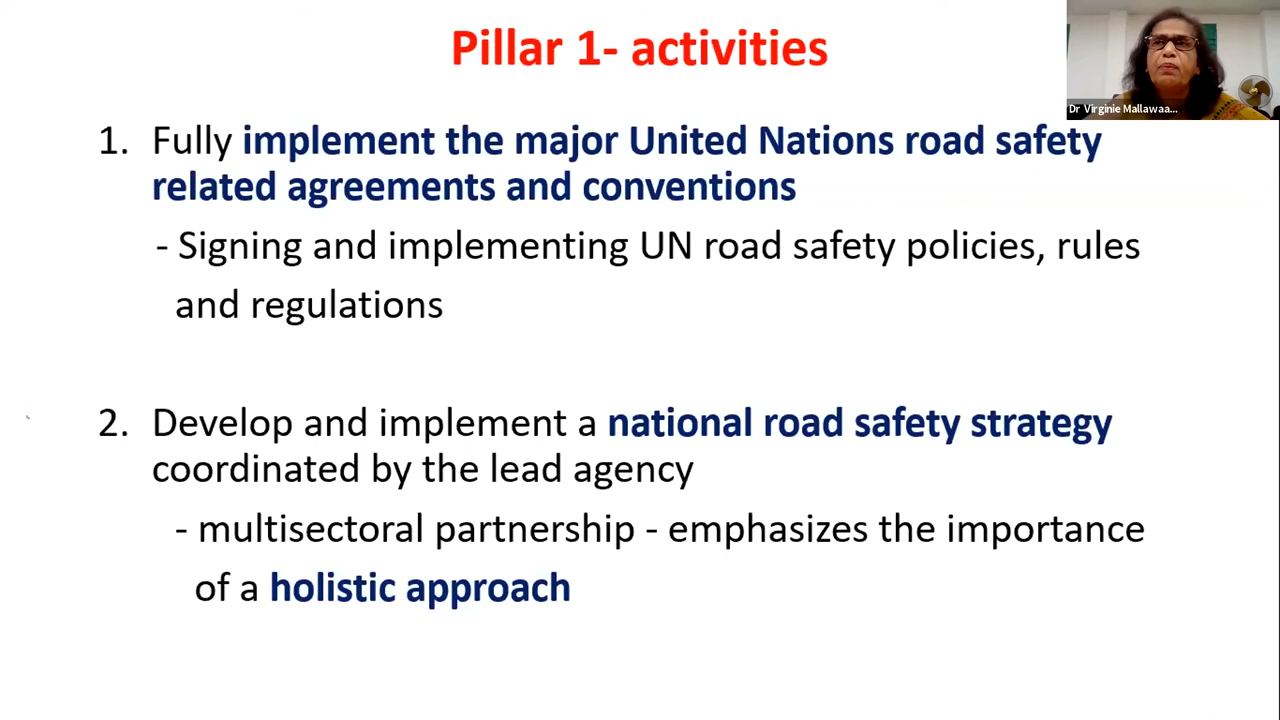 Pillar 1- activities
Dr Virginie Mallawaa...
1. Fully implement the major United Nations road safety
related agreements and conventions
- Signing and implementing UN road safety policies, rules
and regulations
2. Develop and implement a national road safety strategy
coordinated by the lead agency
- multisectoral partnership - emphasizes the importance
of a holistic approach